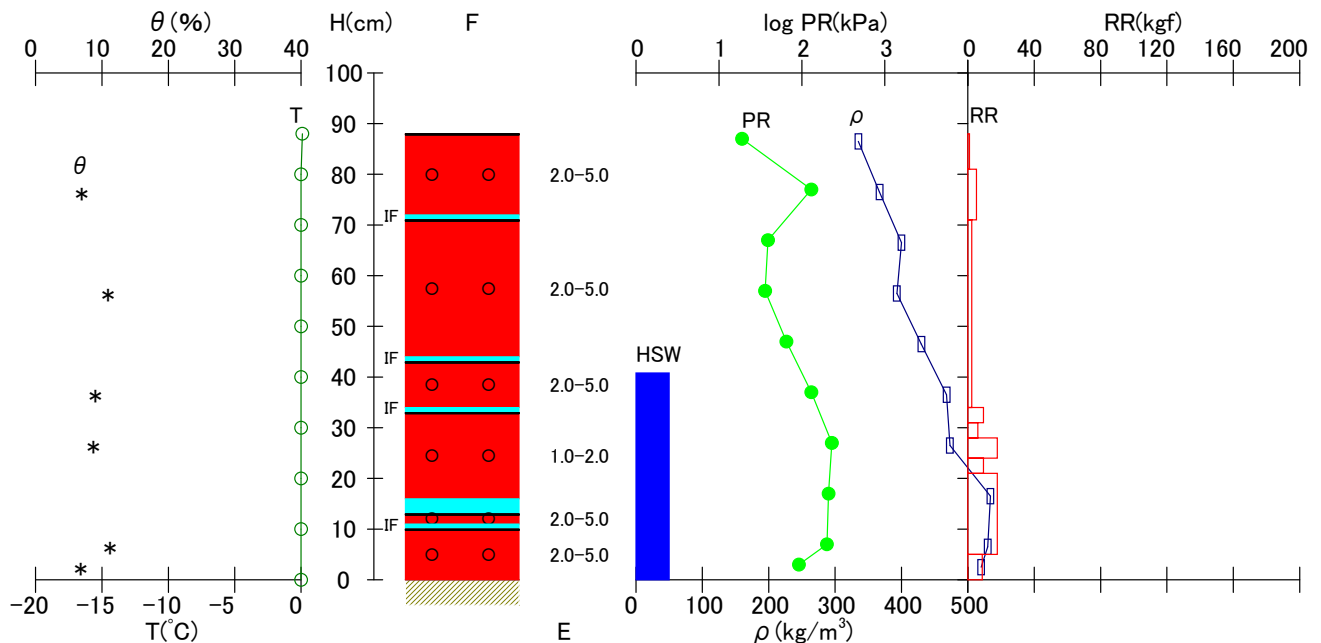 θ(%) H(cm) F log PR(kPa) RR(kgf)
0 10 20 30 40 0 1 2 3 0 40 80 120 160 200
100
T 90 PR ρ RR
θ 80 2.0-5.0
IF
70
60 2.0-5.0
50
IF HSW
40 2.0-5.0
IF
30
1.0-2.0
20
2.0-5.0
IF
10
2.0-5.0
0
-20 -15 -10 -5 0 0 100 200 300 400 500
T(℃) E ρ(kg/m³)